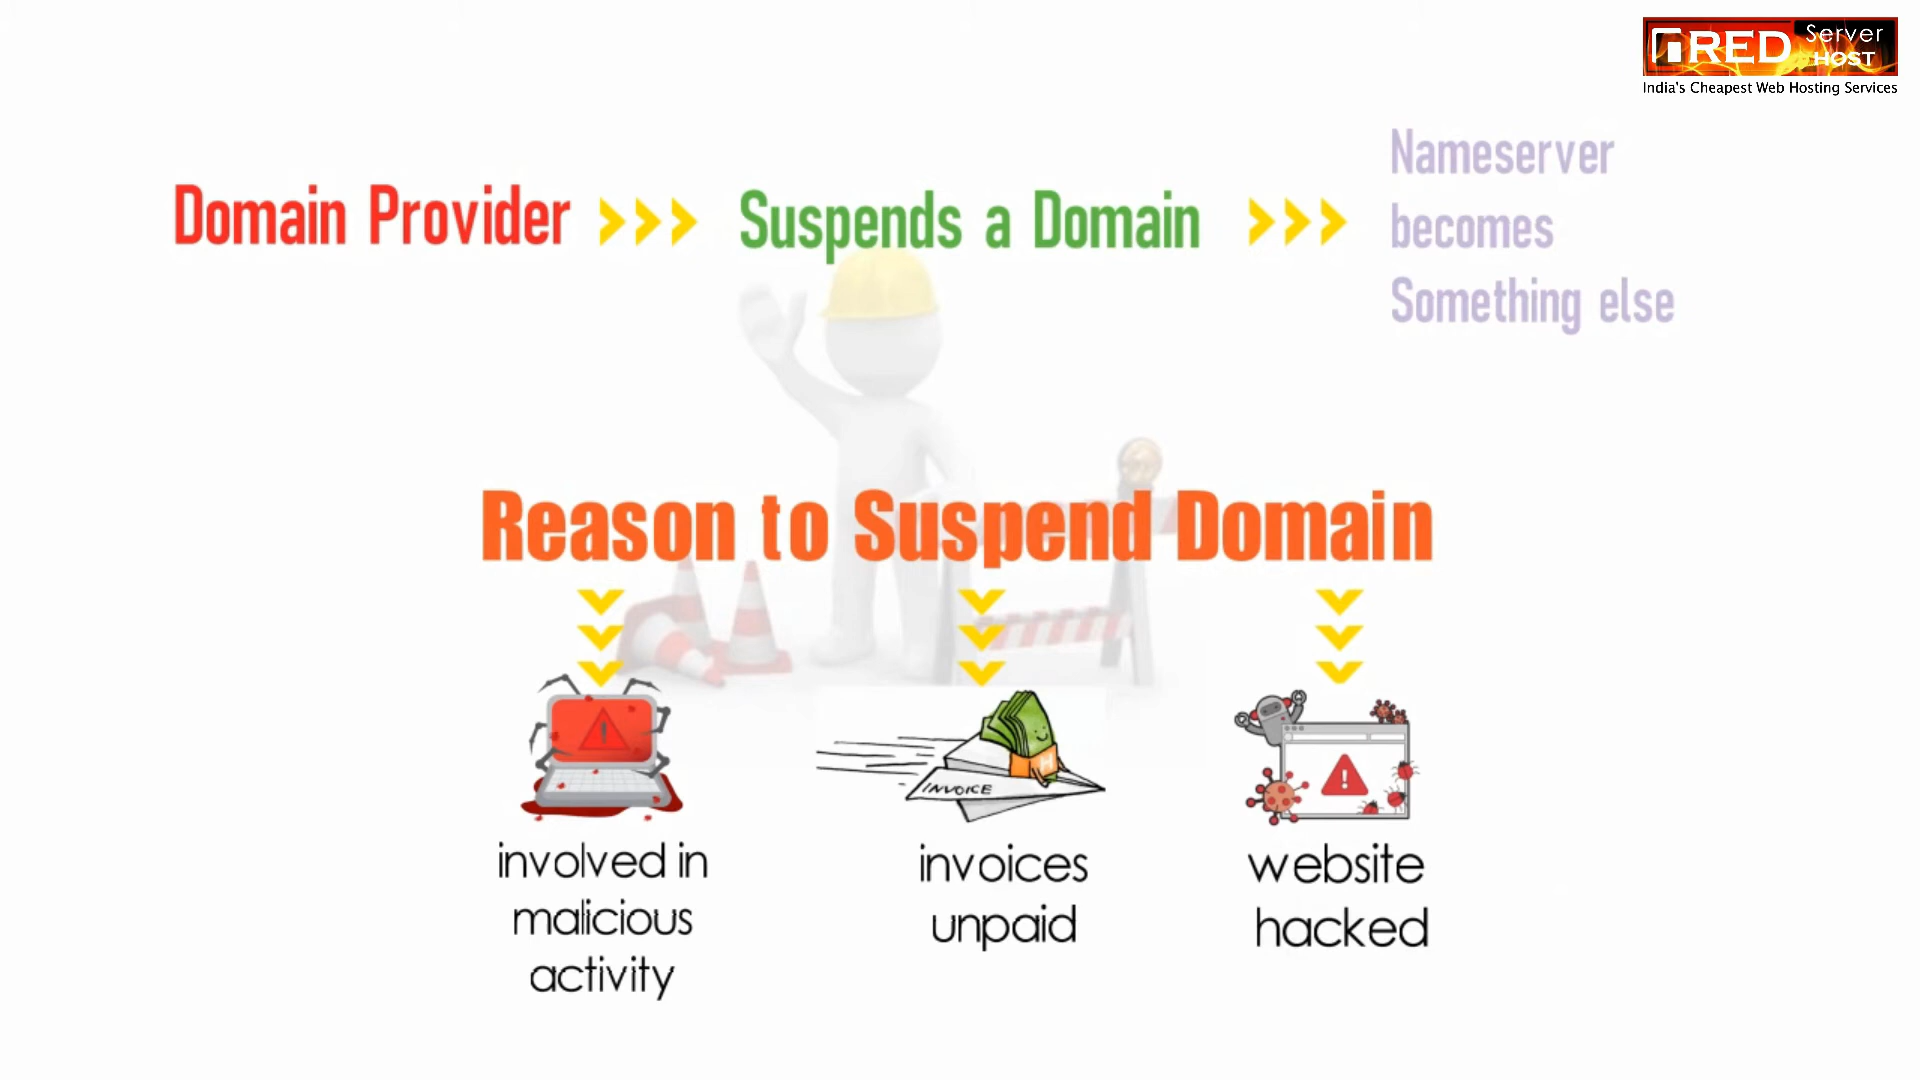 RED Server
HOST
India's Cheapest Web Hosting Services
Domain Provider >>> Suspends a Domain >>> Nameserver
becomes
Something else
Reason to Suspend Domain
INVOICE
involved in
malicious
activity
invoices
unpaid
website
hacked